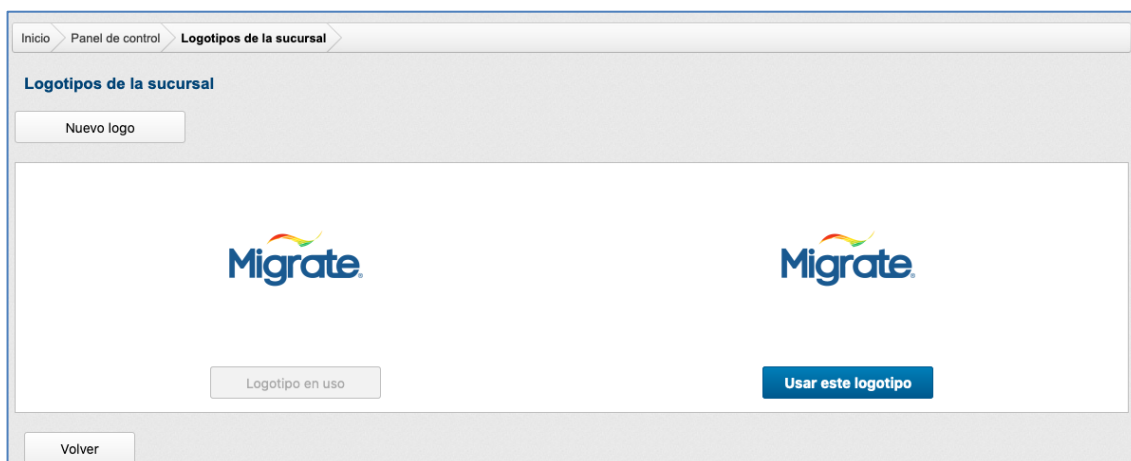 Inicio Panel de control Logotipos de la sucursal
Logotipos de la sucursal
Nuevo logo
Migrate® Migrate®
Logotipo en uso Usar este logotipo
Volver